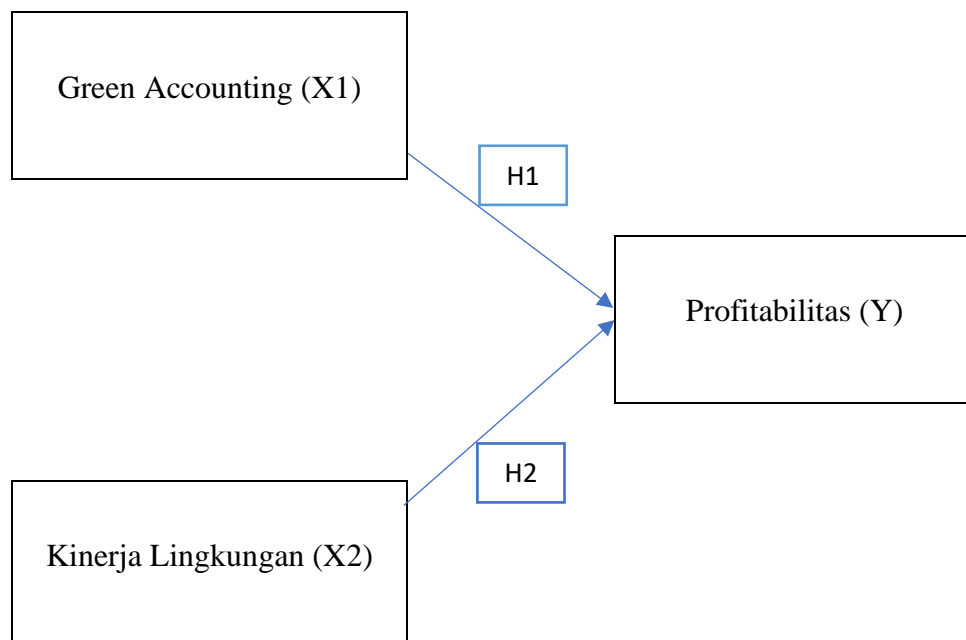 Green Accounting (X1)
H1
Profitabilitas (Y)
H2
Kinerja Lingkungan (X2)